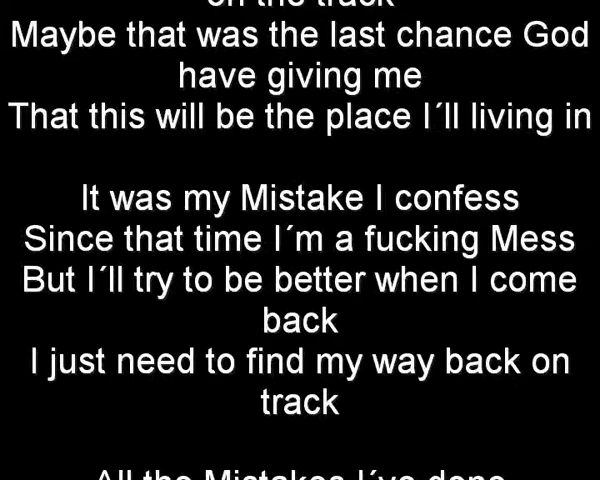 on the track
Maybe that was the last chance God
have giving me
That this will be the place I´ll living in
It was my Mistake I confess
Since that time I´m a fucking Mess
But I´ll try to be better when I come
back
I just need to find my way back on
track
All the Mistakes I´ve done